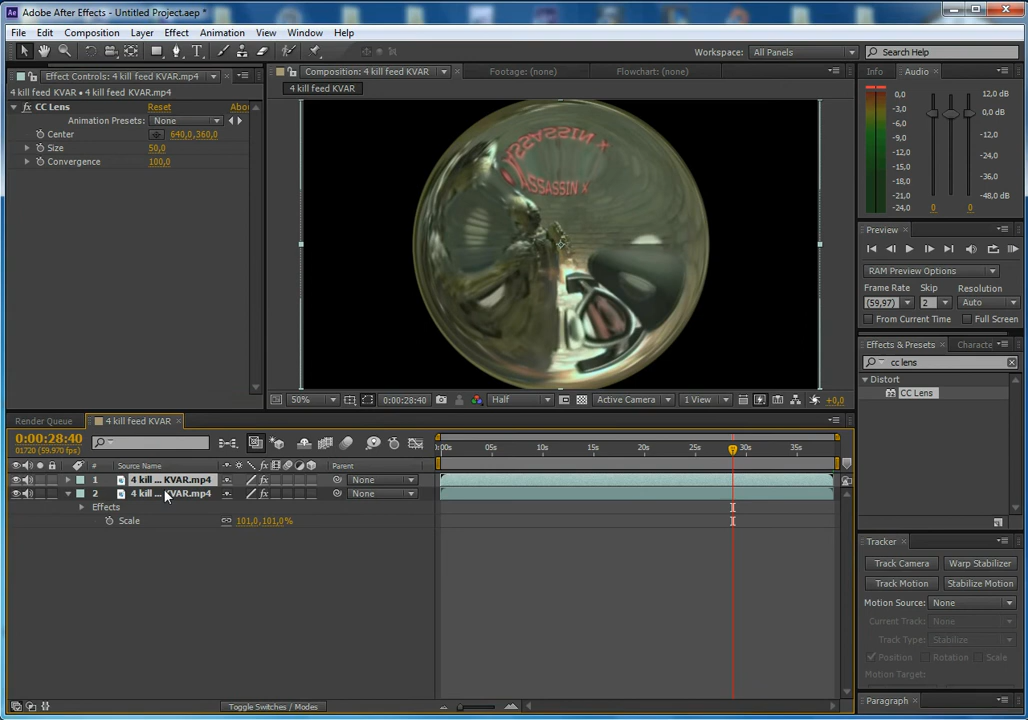 Adobe After Effects - Untitled Project.aep *
File Edit Composition Layer Effect Animation View Window Help
Workspace: All Panels Search Help
Effect Controls: 4 kill feed KVAR.mp4 Composition: 4 kill feed KVAR Footage: (none) Flowchart: (none) Info Audio
4 kill feed KVAR • 4 kill feed KVAR.mp4 4 kill feed KVAR
fx CC Lens Reset Abou
Animation Presets: None
Center 640,0,360,0
Size 50,0
Convergence 100,0
ASSASSIN X
ASSASSIN X
0,0 12,0 dB
-3,0 0,0 dB
-6,0
-9,0 -12,0
-12,0
-15,0 -24,0
-18,0 -36,0
-21,0 -48,0
-24,0 0 0
Preview
RAM Preview Options
Frame Rate Skip Resolution
(59,97) 2 Auto
From Current Time Full Screen
Effects & Presets Characte
cc lens
Distort
CC Lens
50% 0:00:28:40 Half Active Camera 1 View +0,0
Render Queue 4 kill feed KVAR
0:00:28:40
01720 (59.970 fps)
:00s 05s 10s 15s 20s 25s 30s 35s
# Source Name Parent
1 4 kill ... KVAR.mp4 None
2 4 kill ... KVAR.mp4 None
Effects
Scale 101,0,101,0%
Toggle Switches / Modes
Tracker
Track Camera Warp Stabilizer
Track Motion Stabilize Motion
Motion Source: None
Current Track: None
Track Type: Stabilize
Position Rotation Scale
Motion Target:
Paragraph